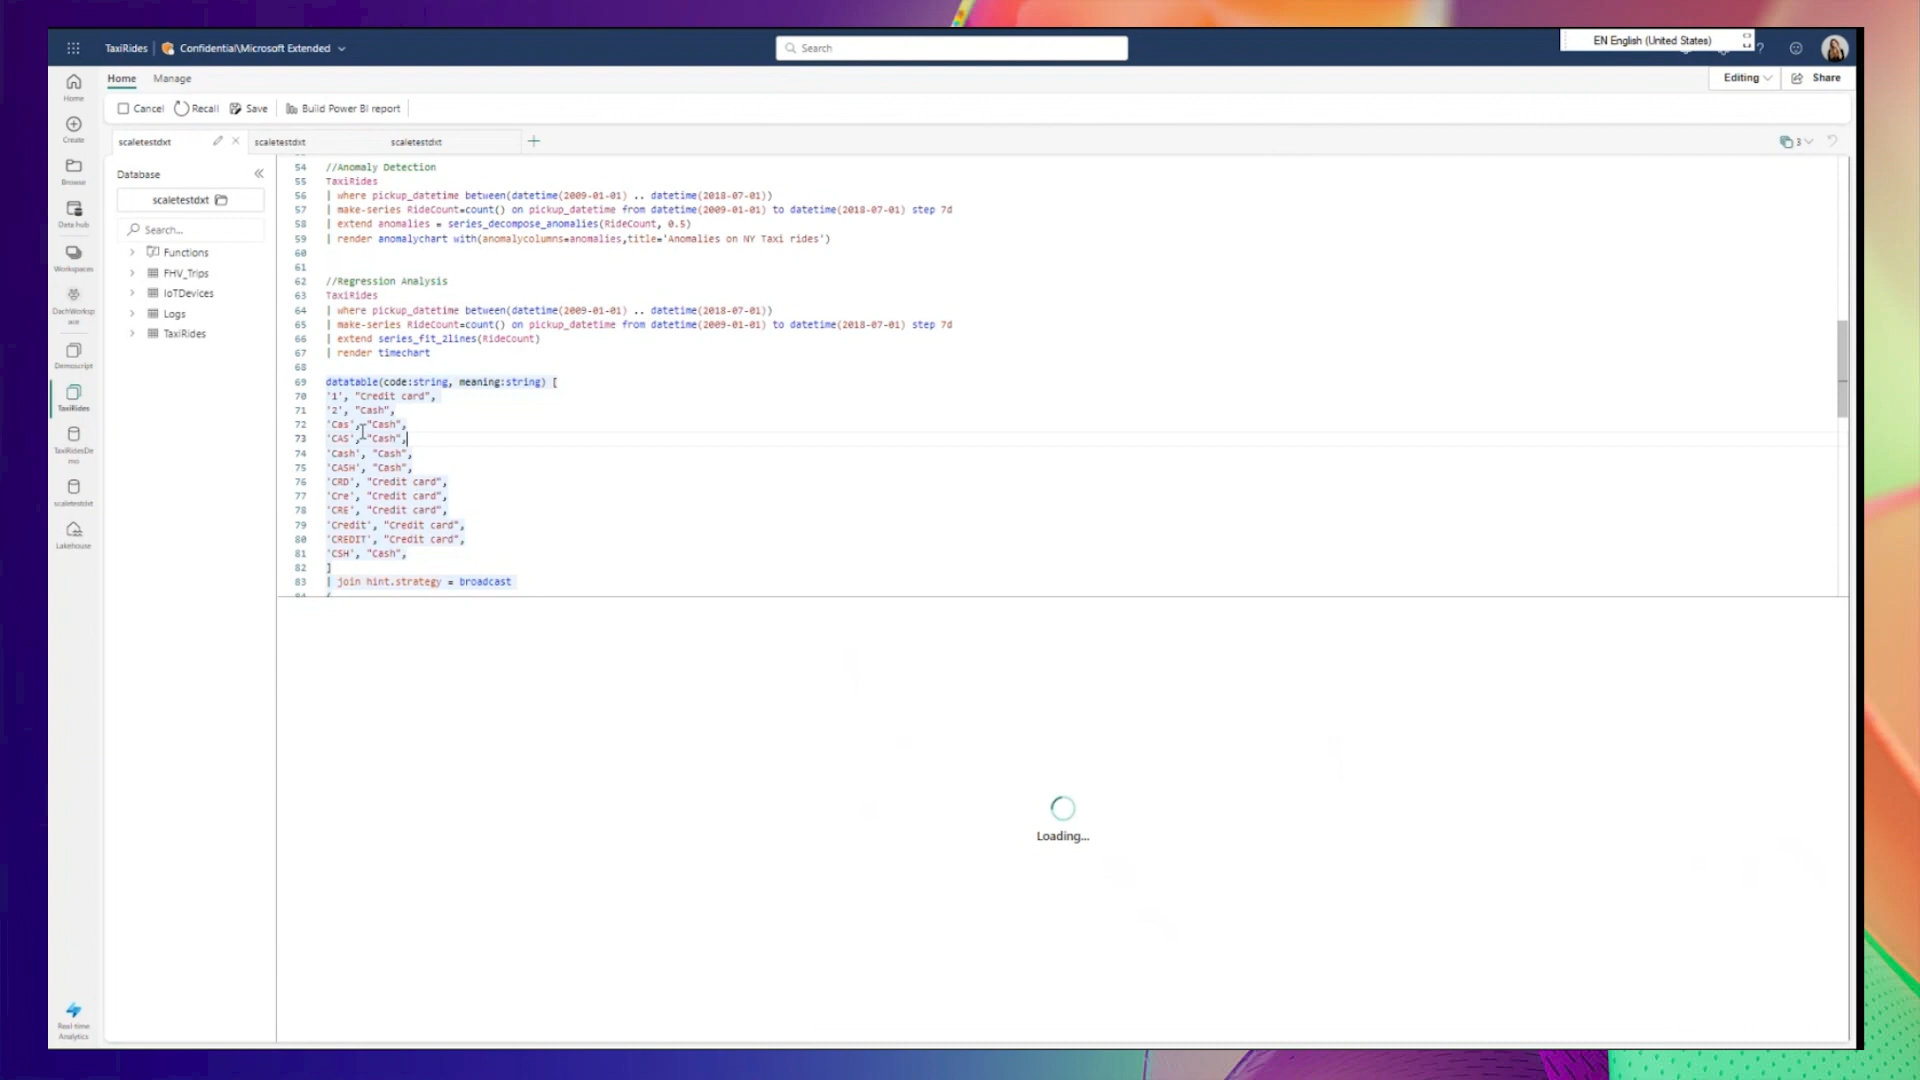 TaxiRides
Confidential\Microsoft Extended
Search
EN English (United States)
?
Home
Manage
Editing
Share
Cancel
Recall
Save
Build Power BI report
scaletestdxt
scaletestdxt
scaletestdxt
3
Home
Create
Browse
Data hub
Workspaces
DachWorksp
ace
Demoscript
TaxiRides
TaxiRidesDe
mo
scaletestdxt
Lakehouse
Real-time
Analytics
Database
scaletestdxt
Search...
Functions
FHV_Trips
IoTDevices
Logs
TaxiRides
54 //Anomaly Detection
55 TaxiRides
56 | where pickup_datetime between(datetime(2009-01-01) .. datetime(2018-07-01))
57 | make-series RideCount=count() on pickup_datetime from datetime(2009-01-01) to datetime(2018-07-01) step 7d
58 | extend anomalies = series_decompose_anomalies(RideCount, 0.5)
59 | render anomalychart with(anomalycolumns=anomalies,title='Anomalies on NY Taxi rides')
60
61
62 //Regression Analysis
63 TaxiRides
64 | where pickup_datetime between(datetime(2009-01-01) .. datetime(2018-07-01))
65 | make-series RideCount=count() on pickup_datetime from datetime(2009-01-01) to datetime(2018-07-01) step 7d
66 | extend series_fit_2lines(RideCount)
67 | render timechart
68
69 datatable(code:string, meaning:string) [
70 '1', "Credit card",
71 '2', "Cash",
72 'Cas', "Cash",
73 'CAS', "Cash",
74 'Cash', "Cash",
75 'CASH', "Cash",
76 'CRD', "Credit card",
77 'Cre', "Credit card",
78 'CRE', "Credit card",
79 'Credit', "Credit card",
80 'CREDIT', "Credit card",
81 'CSH', "Cash",
82 ]
83 | join hint.strategy = broadcast
Loading...